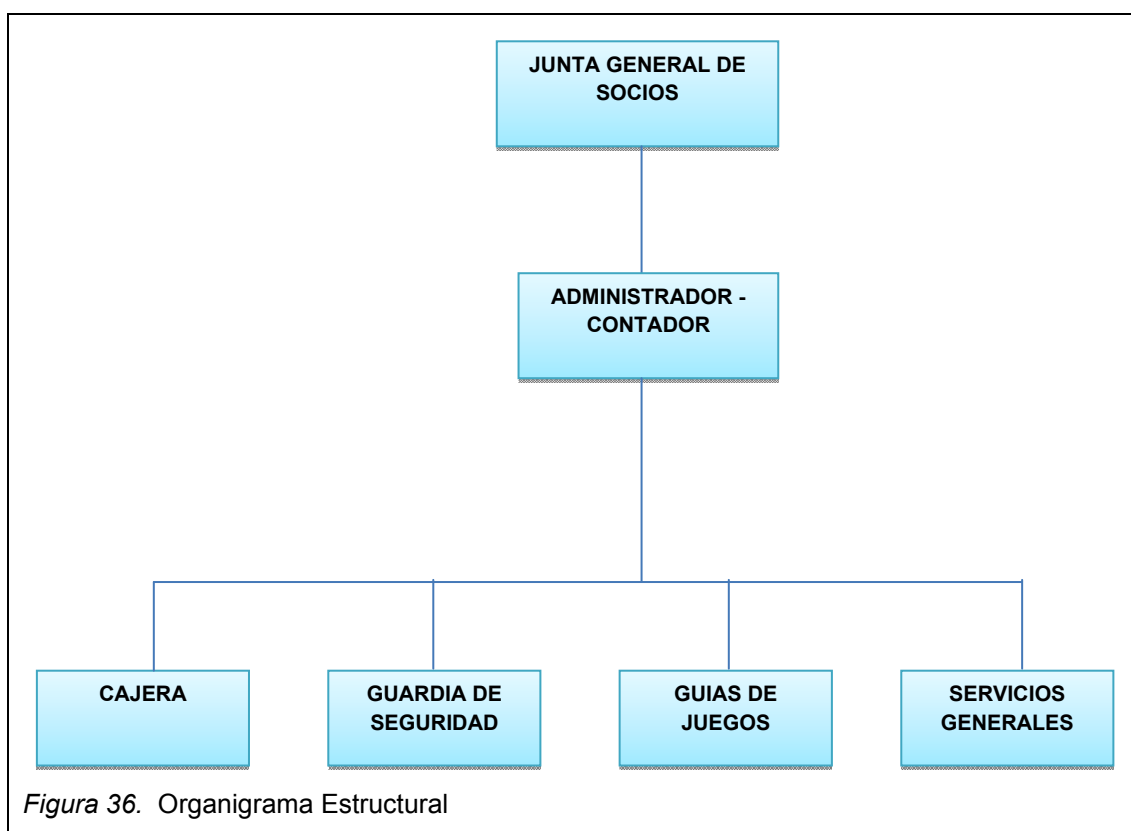 JUNTA GENERAL DE
SOCIOS
ADMINISTRADOR -
CONTADOR
CAJERA
GUARDIA DE
SEGURIDAD
GUIAS DE
JUEGOS
SERVICIOS
GENERALES
Figura 36. Organigrama Estructural